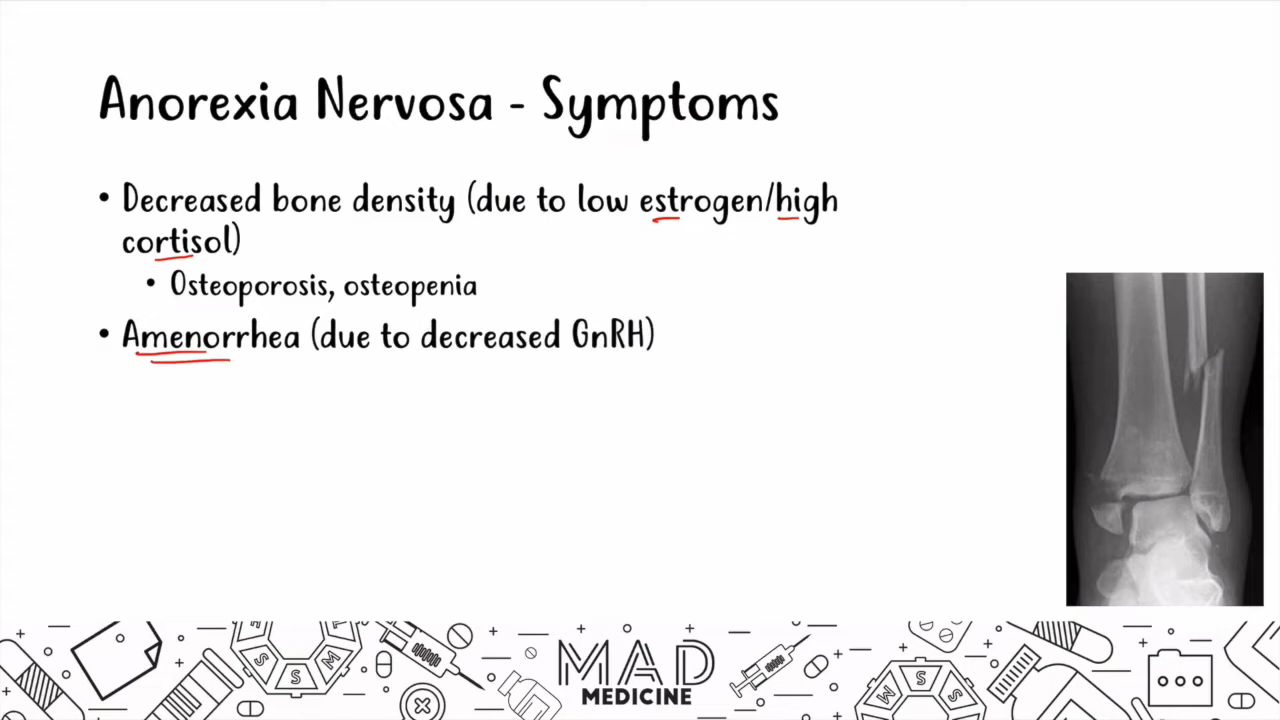 Anorexia Nervosa - Symptoms
• Decreased bone density (due to low estrogen/high
cortisol)
• Osteoporosis, osteopenia
• Amenorrhea (due to decreased GnRH)
S
S
M
M
S
S
MAD
MEDICINE